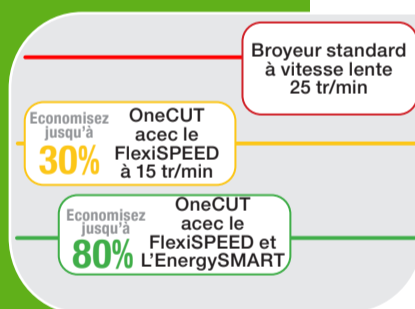 Broyeur standard
à vitesse lente
25 tr/min
Economisez
jusqu'à
30%
OneCUT
acec le
FlexiSPEED
à 15 tr/min
Economisez
jusqu'à
80%
OneCUT
acec le
FlexiSPEED et
L'EnergySMART